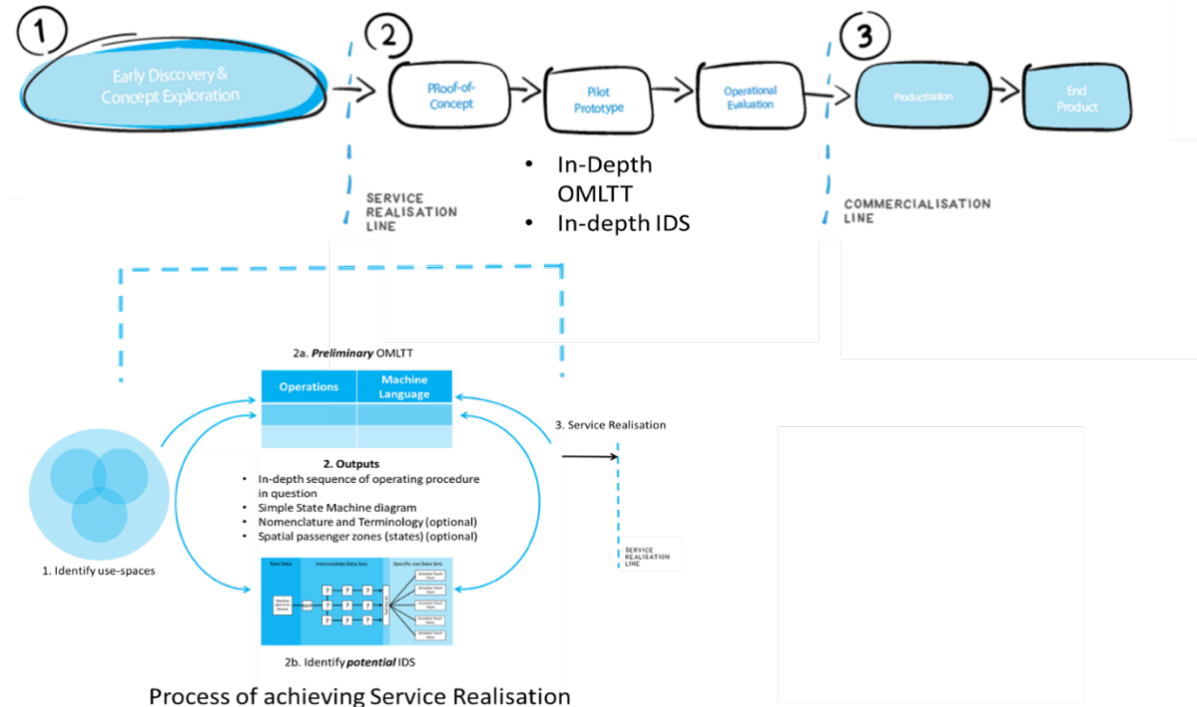 1
2
3
Early Discovery &
Concept Exploration
PRoof-of-
Concept
Pilot
Prototype
Operational
Evaluation
Productisation
End
Product
SERVICE
REALISATION
LINE
• In-Depth
OMLTT
• In-depth IDS
COMMERCIALISATION
LINE
2a. Preliminary OMLTT
Operations
Machine
Language
3. Service Realisation
2. Outputs
• In-depth sequence of operating procedure
in question
• Simple State Machine diagram
• Nomenclature and Terminology (optional)
• Spatial passenger zones (states) (optional)
1. Identify use-spaces
SERVICE
REALISATION
LINE
Raw Data
Intermediate Data Sets
Specific-use Data Sets
? ? ?
? ? ?
? ? ?
2b. Identify potential IDS
Process of achieving Service Realisation